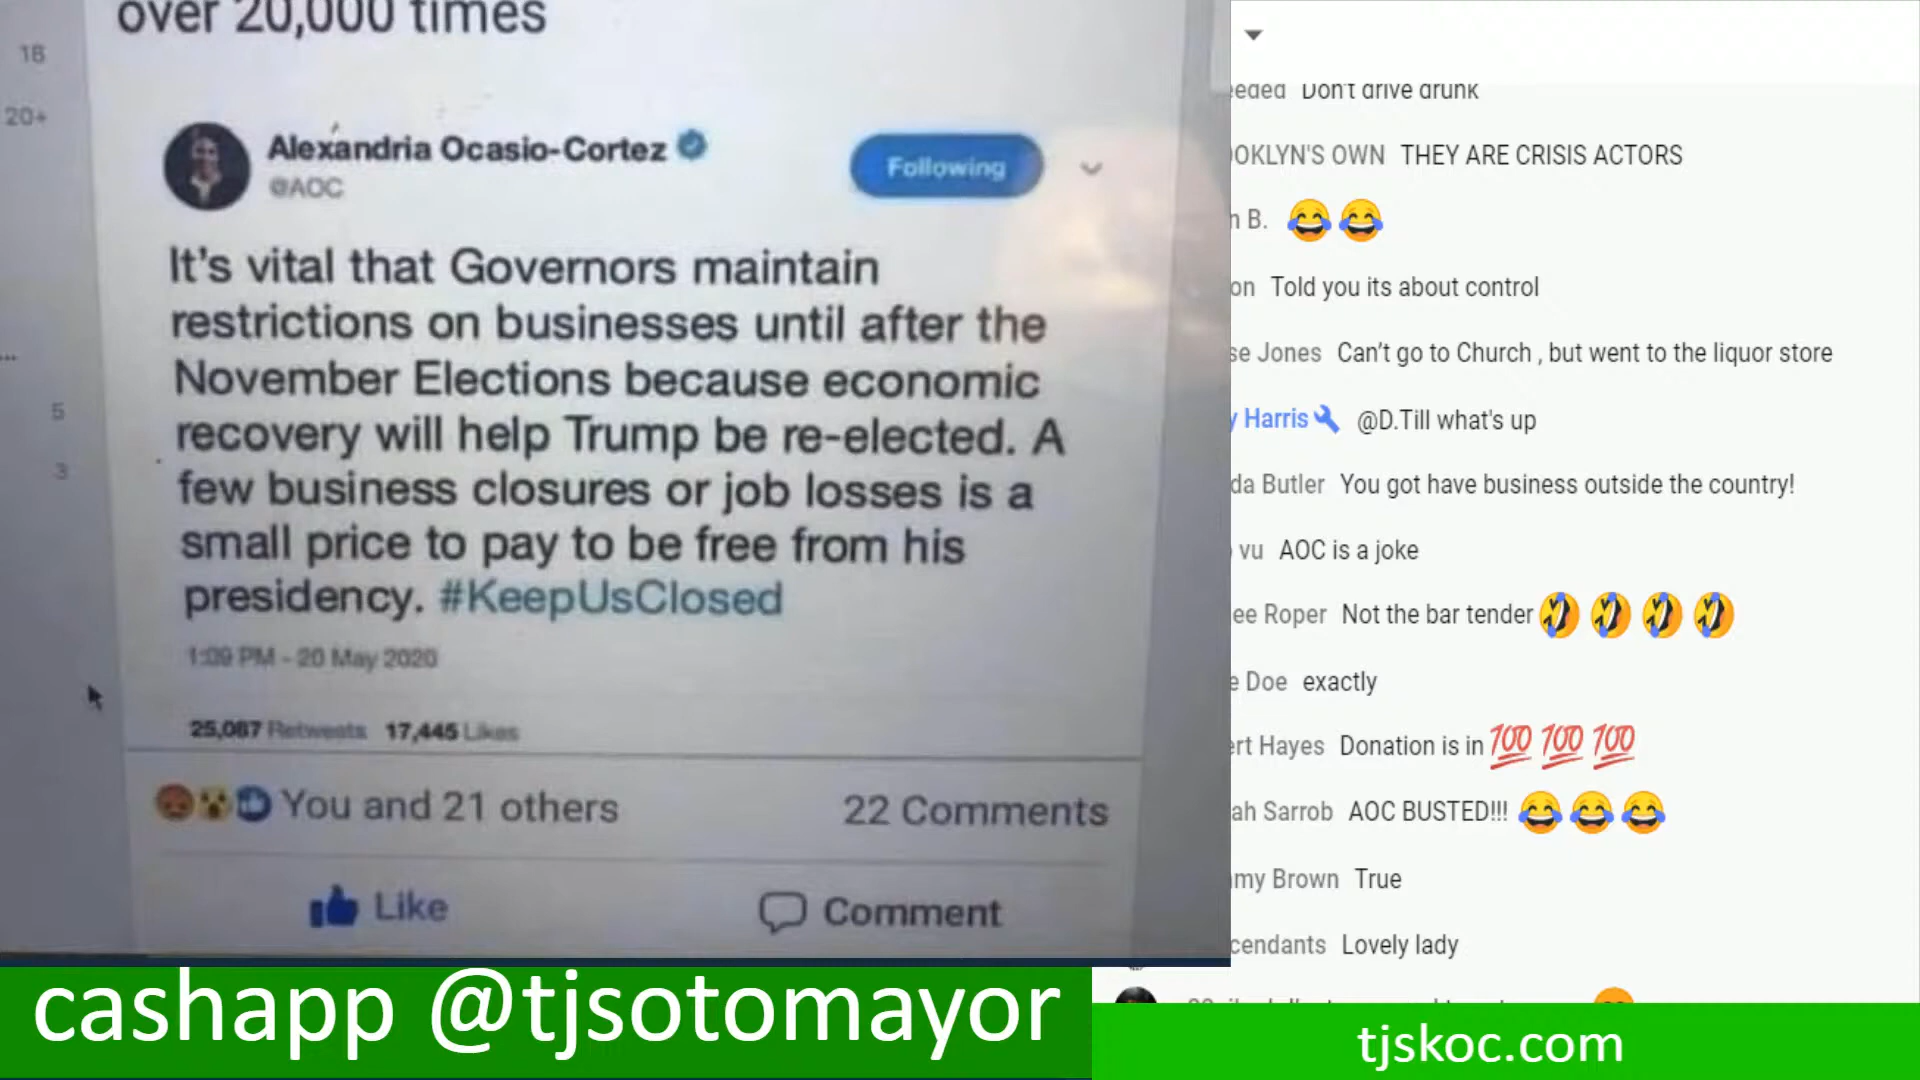 over 20,000 times
18
20+
Alexandria Ocasio-Cortez
@AOC
Following
It's vital that Governors maintain
restrictions on businesses until after the
November Elections because economic
recovery will help Trump be re-elected. A
few business closures or job losses is a
small price to pay to be free from his
presidency. #KeepUsClosed
1:09 PM - 20 May 2020
25,087 Retweets 17,445 Likes
...
5
3
You and 21 others
22 Comments
Like
Comment
cashapp @tjsotomayor
eeded Don't drive drunk
OKLYN'S OWN THEY ARE CRISIS ACTORS
n B. 😂😂
on Told you its about control
se Jones Can't go to Church , but went to the liquor store
y Harris @D.Till what's up
da Butler You got have business outside the country!
vu AOC is a joke
ee Roper Not the bar tender🤣🤣🤣🤣
e Doe exactly
ert Hayes Donation is in💯💯💯
ah Sarrob AOC BUSTED!!! 😂😂😂
my Brown True
cendants Lovely lady
tjskoc.com